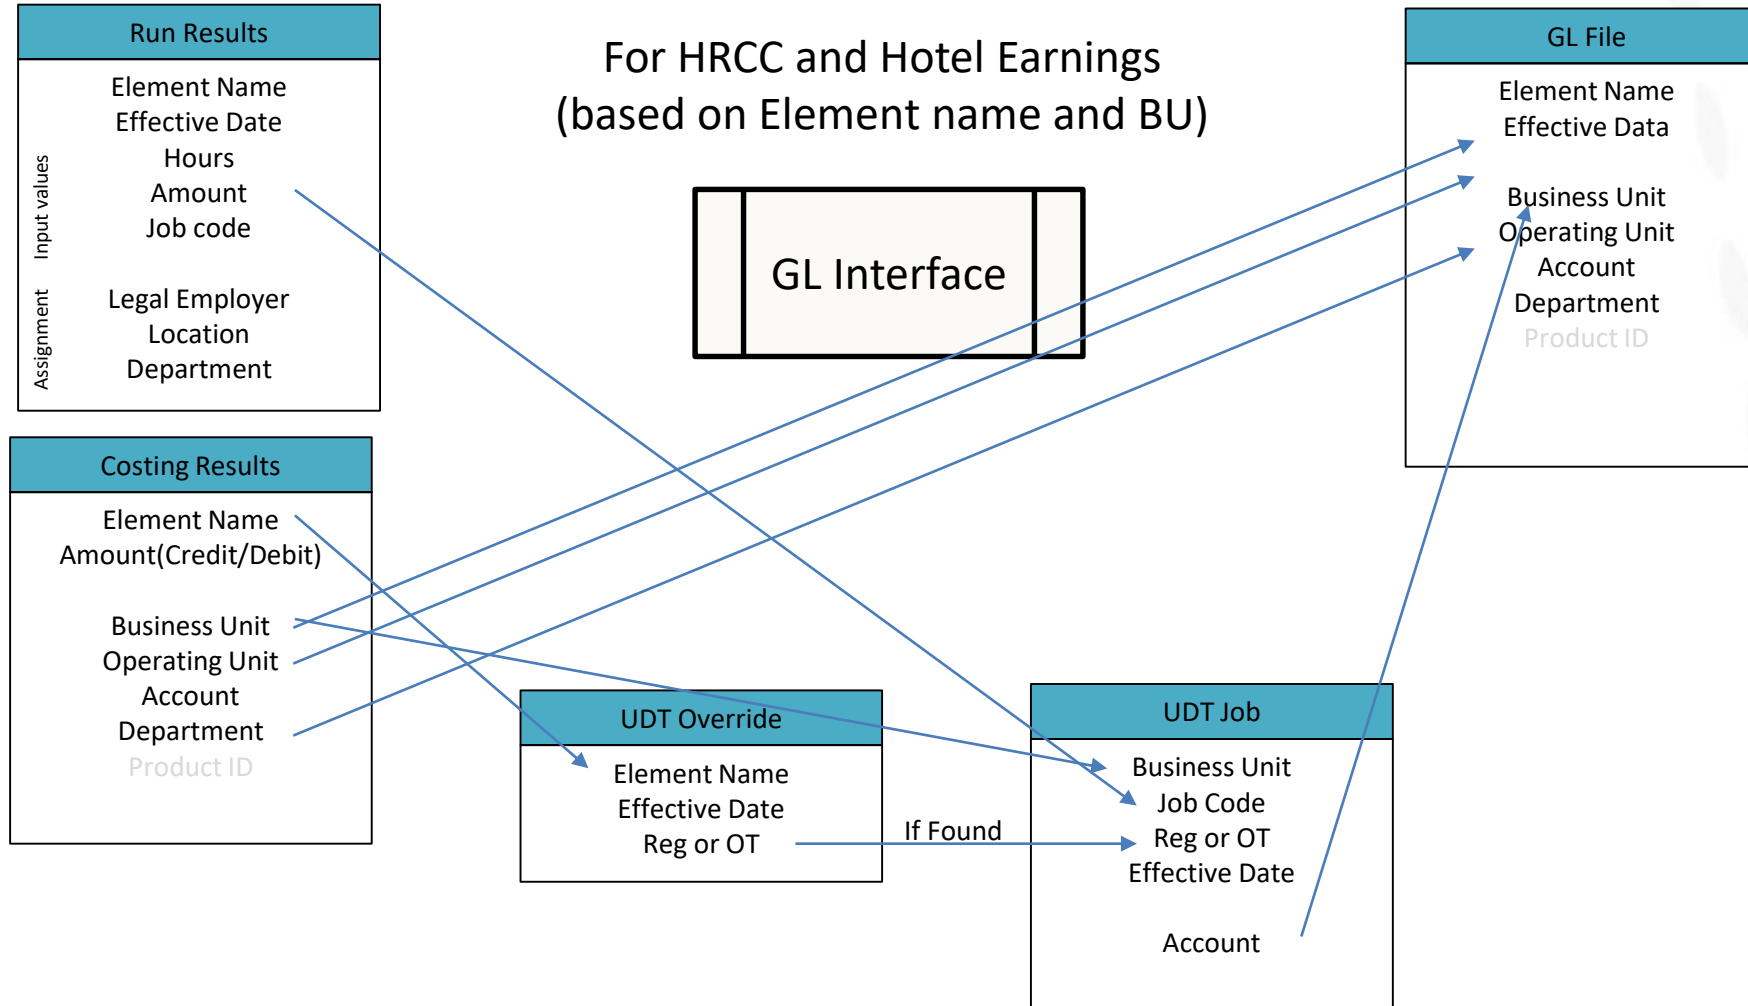 Run Results
Element Name
Effective Date
Hours
Amount
Job code
Input values
Legal Employer
Location
Department
Assignment
For HRCC and Hotel Earnings
(based on Element name and BU)
GL Interface
GL File
Element Name
Effective Data
Business Unit
Operating Unit
Account
Department
Product ID
Costing Results
Element Name
Amount(Credit/Debit)
Business Unit
Operating Unit
Account
Department
Product ID
UDT Override
Element Name
Effective Date
Reg or OT
If Found
UDT Job
Business Unit
Job Code
Reg or OT
Effective Date
Account